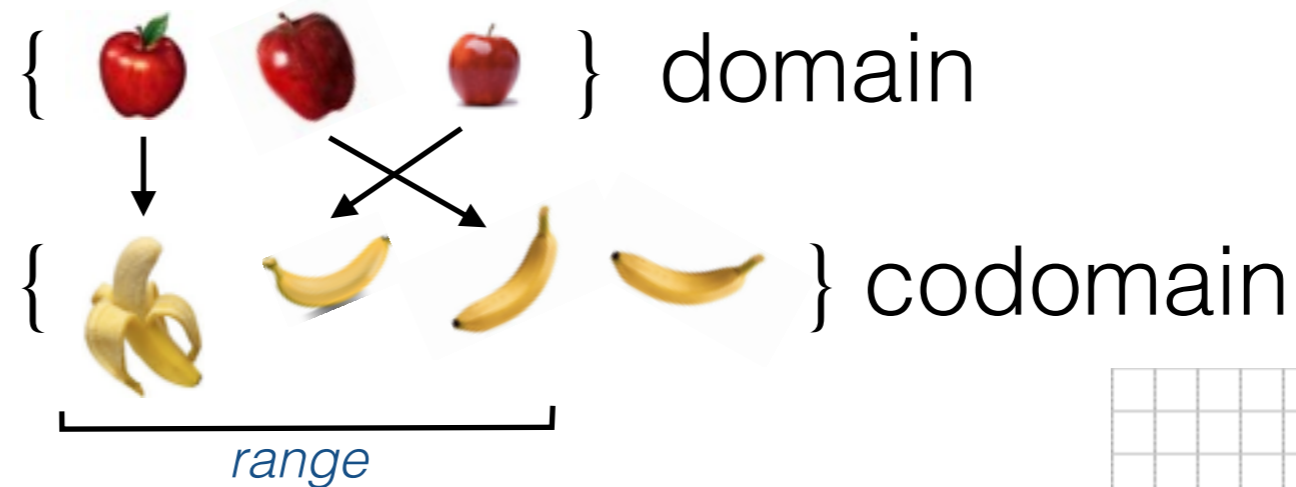 { } domain
{ } codomain
range